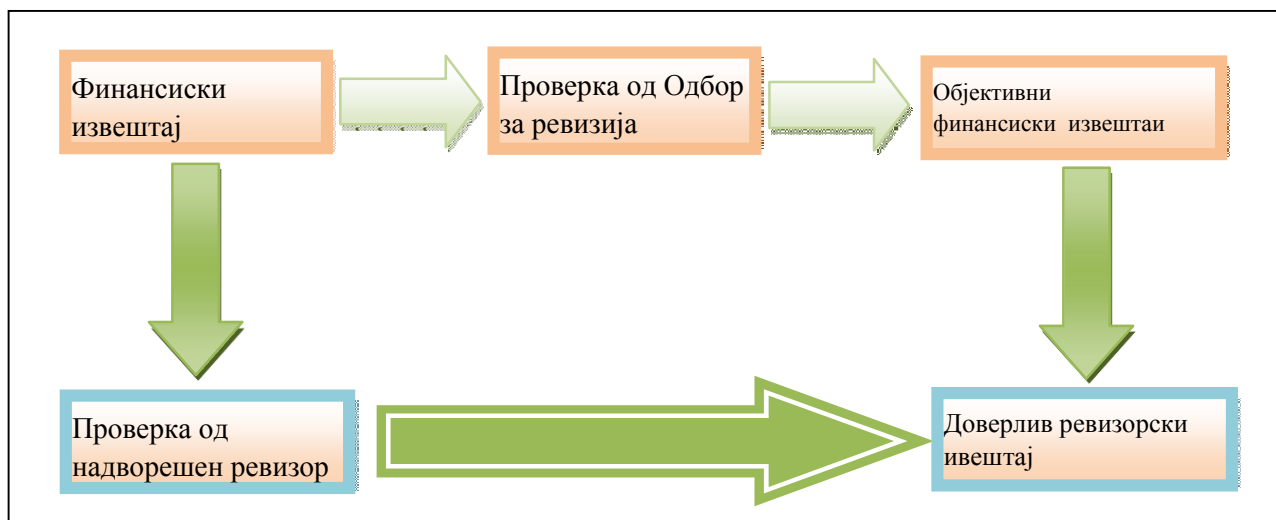 Финансиски
извештај
Проверка од Одбор
за ревизија
Објективни
финансиски извештаи
Проверка од
надворешен ревизор
Доверлив ревизорски
ивештај